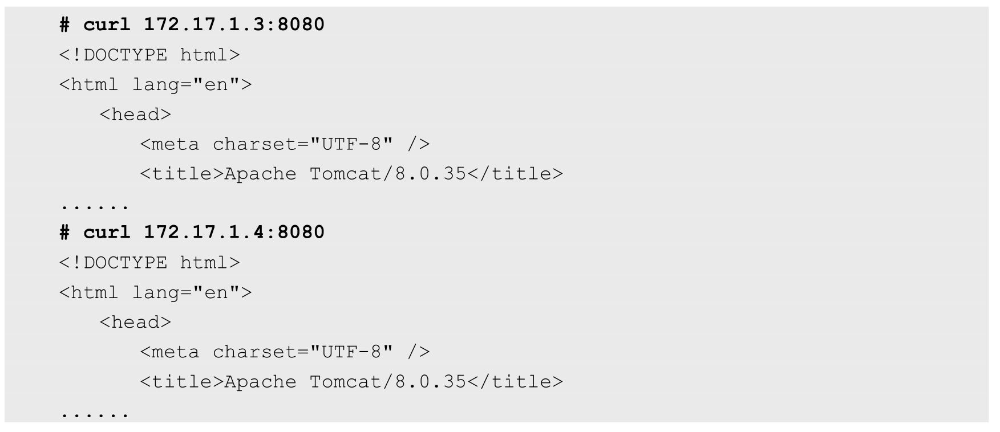 # curl 172.17.1.3:8080
<!DOCTYPE html>
<html lang="en">
<head>
<meta charset="UTF-8" />
<title>Apache Tomcat/8.0.35</title>
......
# curl 172.17.1.4:8080
<!DOCTYPE html>
<html lang="en">
<head>
<meta charset="UTF-8" />
<title>Apache Tomcat/8.0.35</title>
......